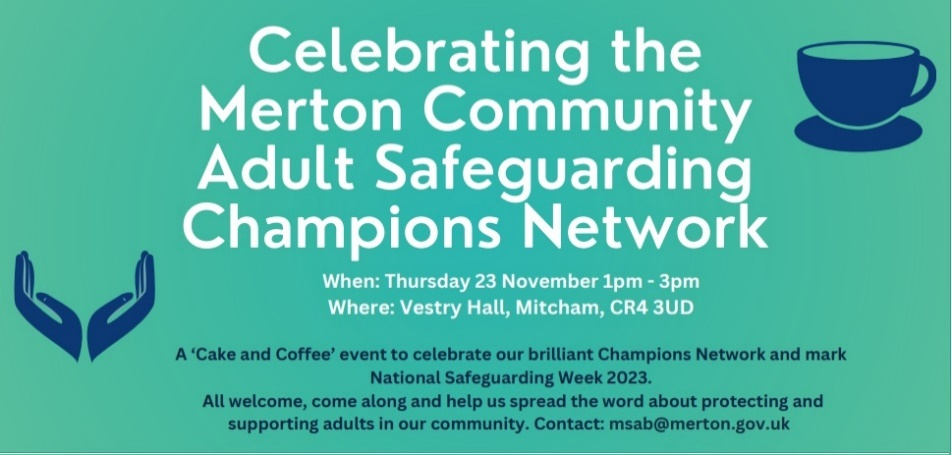 Celebrating the
Merton Community
Adult Safeguarding
Champions Network
When: Thursday 23 November 1pm - 3pm
Where: Vestry Hall, Mitcham, CR4 3UD
A ‘Cake and Coffee’ event to celebrate our brilliant Champions Network and mark
National Safeguarding Week 2023.
All welcome, come along and help us spread the word about protecting and
supporting adults in our community. Contact: msab@merton.gov.uk